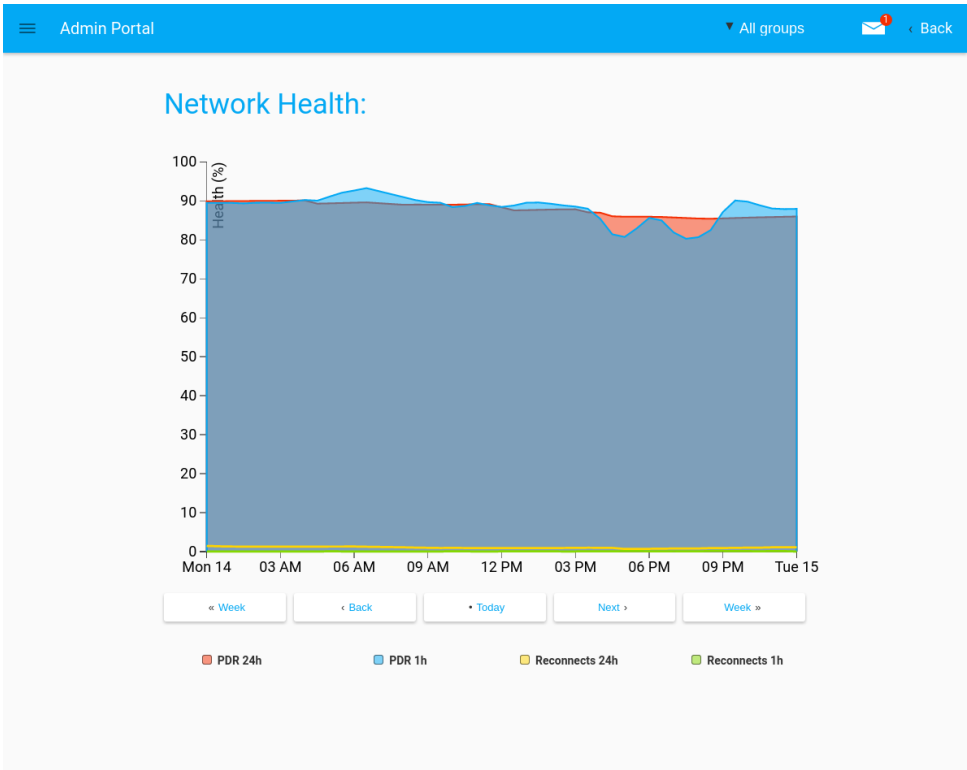 Admin Portal ▼ All groups 1 ‹ Back
Network Health:
Health (%)
100
90
80
70
60
50
40
30
20
10
0
Mon 14 03 AM 06 AM 09 AM 12 PM 03 PM 06 PM 09 PM Tue 15
« Week ‹ Back • Today Next › Week »
PDR 24h PDR 1h Reconnects 24h Reconnects 1h